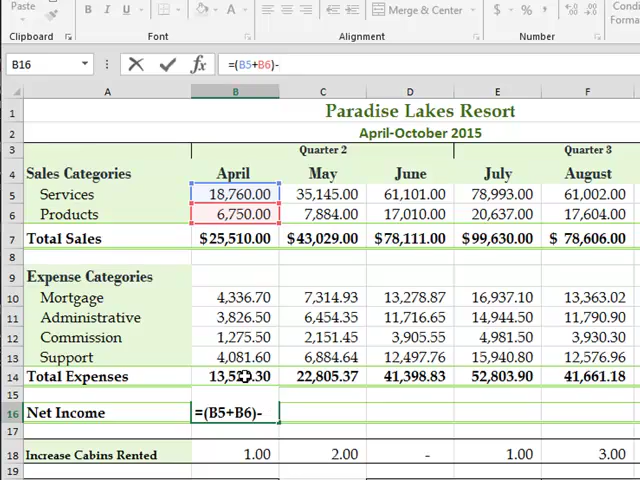 Paste
B I U A
Merge & Center $ % Condi
Forma
Clipboard Font Alignment Number
B16 fx =(B5+B6)-
A B C D E F
1 Paradise Lakes Resort
2 April-October 2015
3 Quarter 2 Quarter 3
4 Sales Categories April May June July August
5 Services 18,760.00 35,145.00 61,101.00 78,993.00 61,002.00
6 Products 6,750.00 7,884.00 17,010.00 20,637.00 17,604.00
7 Total Sales $25,510.00 $43,029.00 $78,111.00 $99,630.00 $ 78,606.00
8
9 Expense Categories
10 Mortgage 4,336.70 7,314.93 13,278.87 16,937.10 13,363.02
11 Administrative 3,826.50 6,454.35 11,716.65 14,944.50 11,790.90
12 Commission 1,275.50 2,151.45 3,905.55 4,981.50 3,930.30
13 Support 4,081.60 6,884.64 12,497.76 15,940.80 12,576.96
14 Total Expenses 22,805.37 41,398.83 52,803.90 41,661.18
15
16 Net Income =(B5+B6)-
17
18 Increase Cabins Rented 1.00 2.00 - 1.00 3.00
19